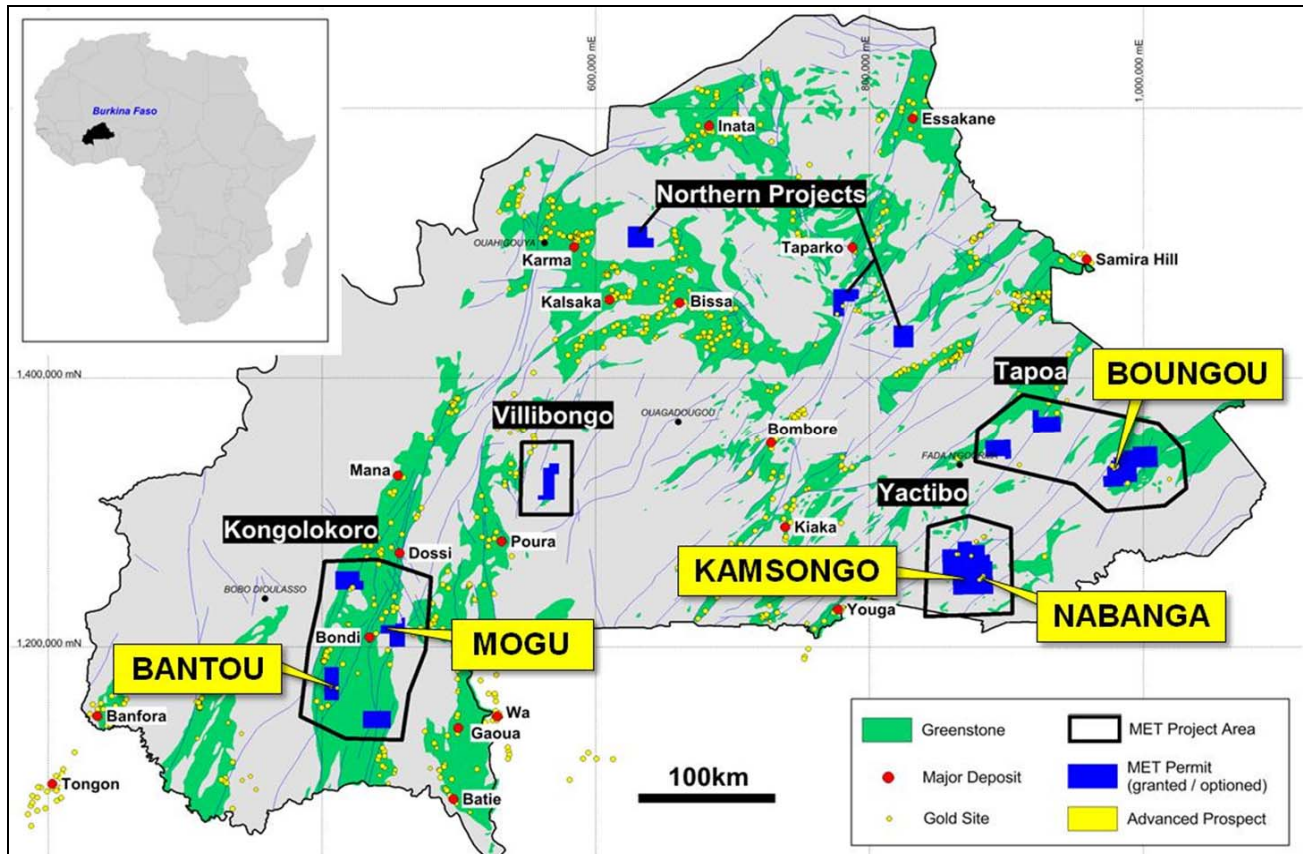 Burkina Faso
600,000 mE
800,000 mE
1,000,000 mE
Inata
Essakane
Northern Projects
OUAHIGOUYA
Karma
Taparko
Samira Hill
Kalsaka
Bissa
1,400,000 mN
Tapoa
BOUNGOU
Villibongo
OUAGADOUGOU
Bombore
FADA N'GOURMA
Mana
Yactibo
Kongolokoro
Poura
Kiaka
Dossi
KAMSONGO
BOBO DIOULASSO
Youga
NABANGA
1,200,000 mN
Bondi
MOGU
BANTOU
Banfora
Wa
Gaoua
Tongon
Batie
100km
Greenstone
MET Project Area
Major Deposit
MET Permit
(granted / optioned)
Gold Site
Advanced Prospect